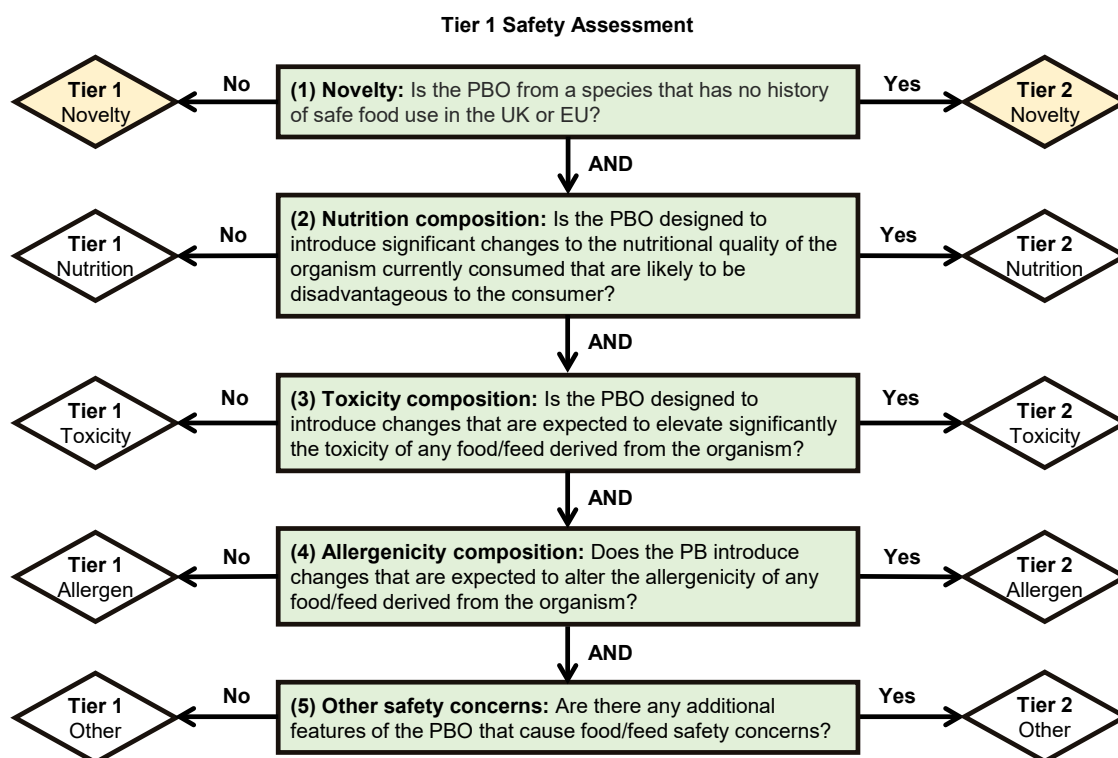 Tier 1 Safety Assessment
Tier 1
Novelty
No
(1) Novelty: Is the PBO from a species that has no history
of safe food use in the UK or EU?
Yes
Tier 2
Novelty
AND
Tier 1
Nutrition
No
(2) Nutrition composition: Is the PBO designed to
introduce significant changes to the nutritional quality of the
organism currently consumed that are likely to be
disadvantageous to the consumer?
Yes
Tier 2
Nutrition
AND
Tier 1
Toxicity
No
(3) Toxicity composition: Is the PBO designed to
introduce changes that are expected to elevate significantly
the toxicity of any food/feed derived from the organism?
Yes
Tier 2
Toxicity
AND
Tier 1
Allergen
No
(4) Allergenicity composition: Does the PB introduce
changes that are expected to alter the allergenicity of any
food/feed derived from the organism?
Yes
Tier 2
Allergen
AND
Tier 1
Other
No
(5) Other safety concerns: Are there any additional
features of the PBO that cause food/feed safety concerns?
Yes
Tier 2
Other